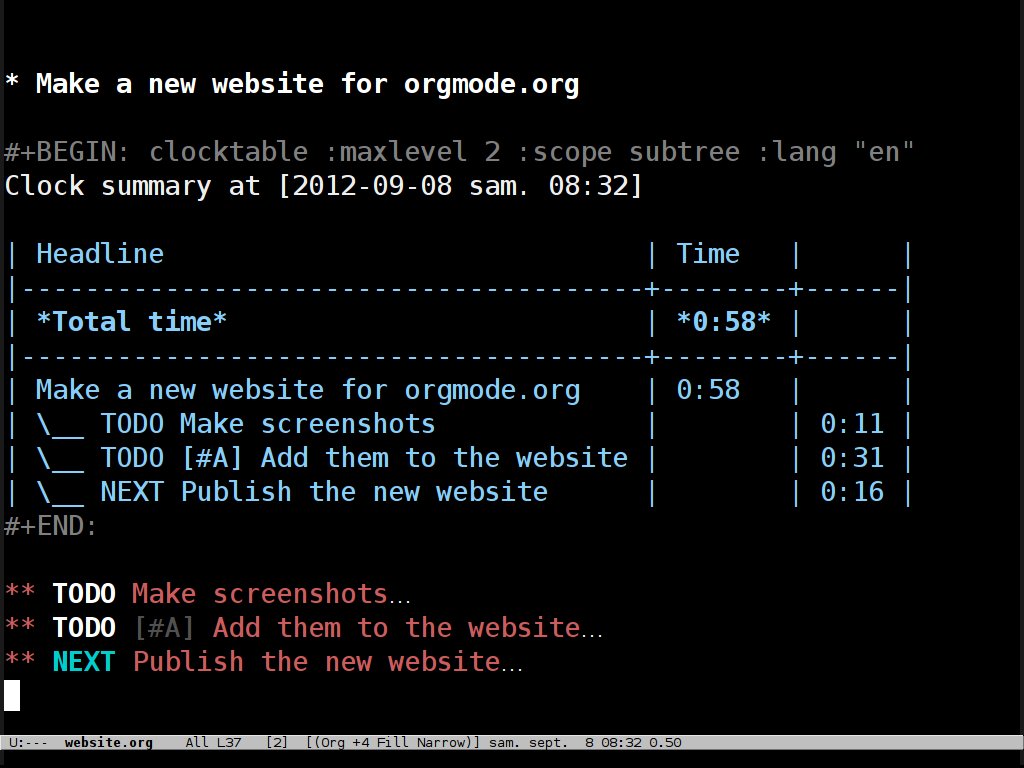 * Make a new website for orgmode.org
#+BEGIN: clocktable :maxlevel 2 :scope subtree :lang "en"
Clock summary at [2012-09-08 sam. 08:32]
| Headline                              | Time   |      |
|---------------------------------------+--------+------|
| *Total time*                          | *0:58* |      |
|---------------------------------------+--------+------|
| Make a new website for orgmode.org    | 0:58   |      |
| \__ TODO Make screenshots             |        | 0:11 |
| \__ TODO [#A] Add them to the website |        | 0:31 |
| \__ NEXT Publish the new website      |        | 0:16 |
#+END:
** TODO Make screenshots...
** TODO [#A] Add them to the website...
** NEXT Publish the new website...
U:---  website.org    All L37   [2]  [(Org +4 Fill Narrow)] sam. sept.  8 08:32 0.50